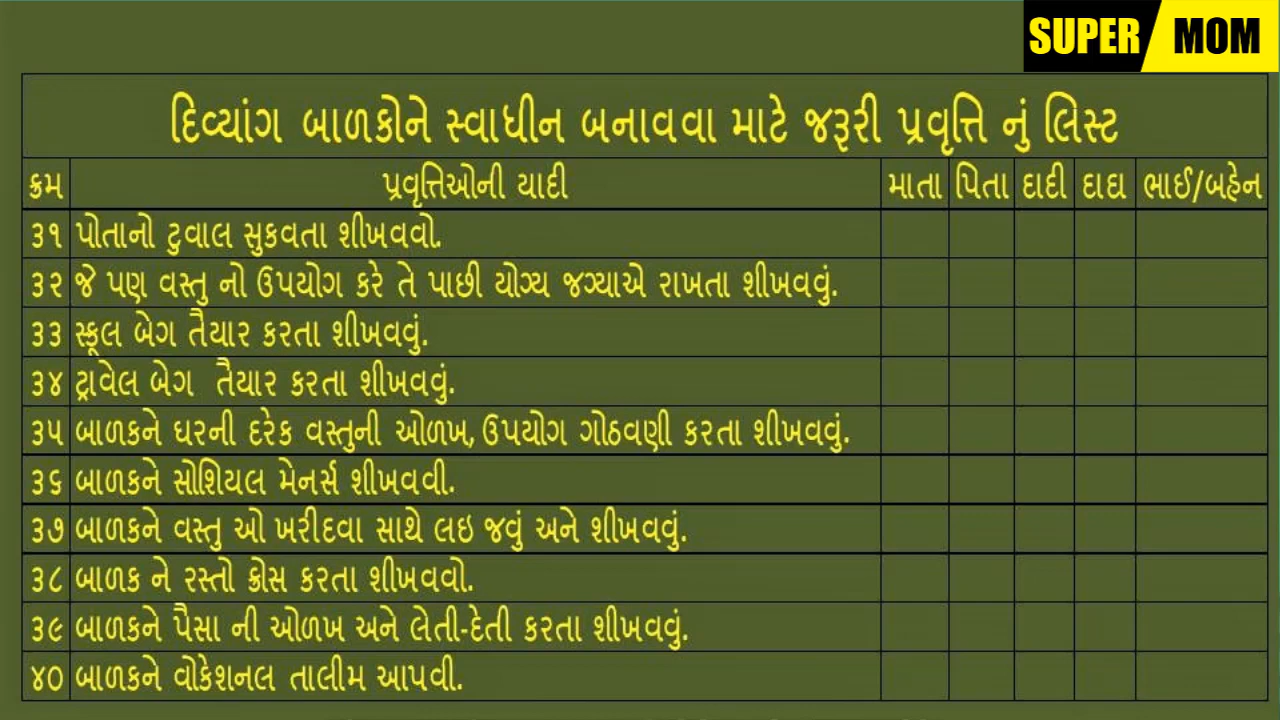 SUPER MOM
દિવ્યાંગ બાળકોને સ્વાધીન બનાવવા માટે જરૂરી પ્રવૃત્તિ નું લિસ્ટ
ક્રમ પ્રવૃત્તિઓની યાદી માતા પિતા દાદી દાદા ભાઈ/બહેન
૩૧ પોતાનો ટુવાલ સુકવતા શીખવવો.
૩૨ જે પણ વસ્તુ નો ઉપયોગ કરે તે પાછી યોગ્ય જગ્યાએ રાખતા શીખવવું.
૩૩ સ્કૂલ બેગ તૈયાર કરતા શીખવવું.
૩૪ ટ્રાવેલ બેગ તૈયાર કરતા શીખવવું.
૩૫ બાળકને ઘરની દરેક વસ્તુની ઓળખ, ઉપયોગ ગોઠવણી કરતા શીખવવું.
૩૬ બાળકને સોશિયલ મેનર્સ શીખવવી.
૩૭ બાળકને વસ્તુ ઓ ખરીદવા સાથે લઇ જવું અને શીખવવું.
૩૮ બાળક ને રસ્તો ક્રોસ કરતા શીખવવો.
૩૯ બાળકને પૈસા ની ઓળખ અને લેતી-દેતી કરતા શીખવવું.
૪૦ બાળકને વોકેશનલ તાલીમ આપવી.